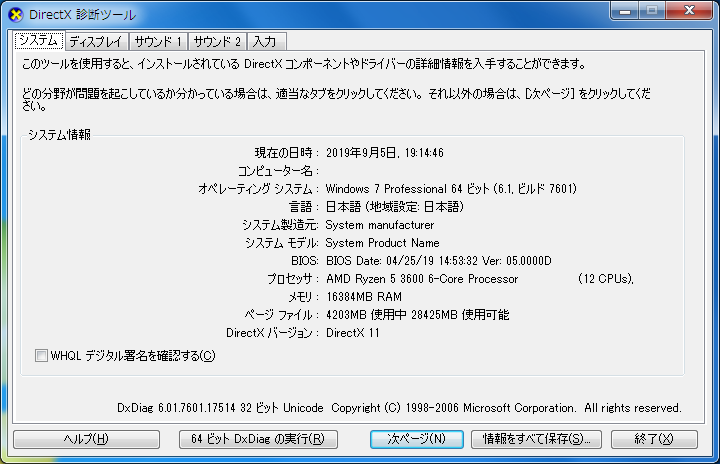 DirectX 診断ツール
システム ディスプレイ サウンド 1 サウンド 2 入力
このツールを使用すると、インストールされている DirectX コンポーネントやドライバーの詳細情報を入手することができます。
どの分野が問題を起こしているか分かっている場合は、適当なタブをクリックしてください。それ以外の場合は、[次ページ] をクリックしてくだ
さい。
システム情報
現在の日時: 2019年9月5日, 19:14:46
コンピューター名:
オペレーティング システム: Windows 7 Professional 64 ビット (6.1, ビルド 7601)
言語: 日本語 (地域設定: 日本語)
システム製造元: System manufacturer
システム モデル: System Product Name
BIOS: BIOS Date: 04/25/19 14:53:32 Ver: 05.0000D
プロセッサ: AMD Ryzen 5 3600 6-Core Processor (12 CPUs),
メモリ: 16384MB RAM
ページ ファイル: 4203MB 使用中 28425MB 使用可能
DirectX バージョン: DirectX 11
WHQL デジタル署名を確認する(C)
DxDiag 6.01.7601.17514 32 ビット Unicode Copyright (C) 1998-2006 Microsoft Corporation. All rights reserved.
ヘルプ(H) 64 ビット DxDiag の実行(R) 次ページ(N) 情報をすべて保存(S)... 終了(X)